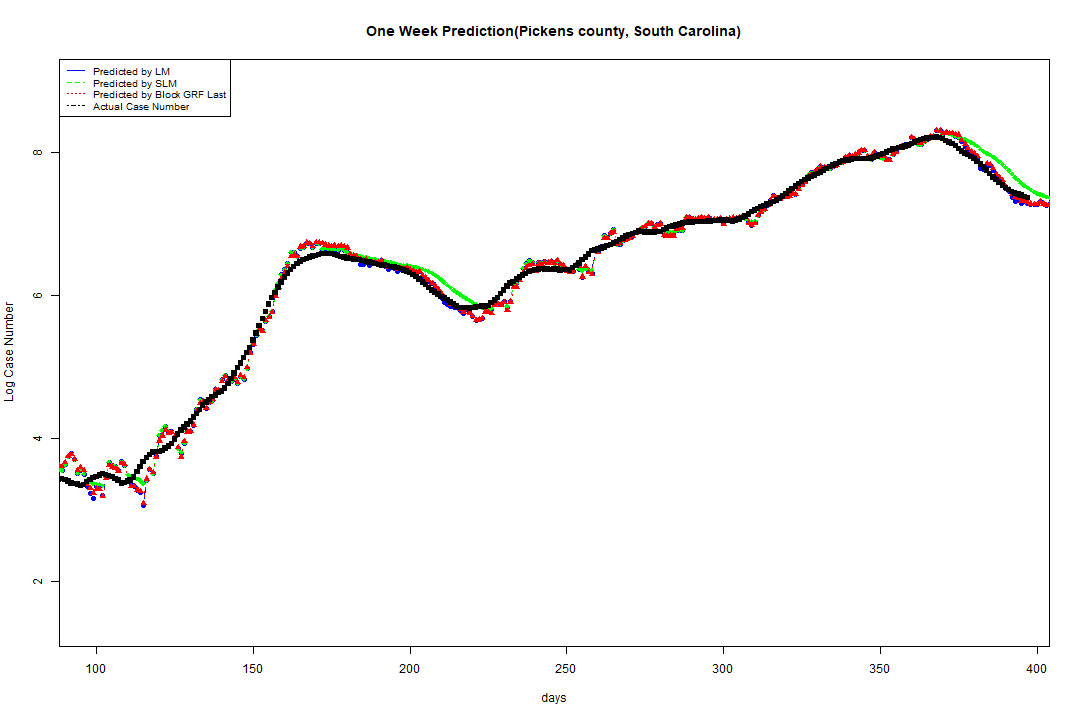 One Week Prediction(Pickens county, South Carolina)
Predicted by LM
Predicted by SLM
Predicted by Block GRF Last
Actual Case Number
Log Case Number
8
6
4
2
100 150 200 250 300 350 400
days